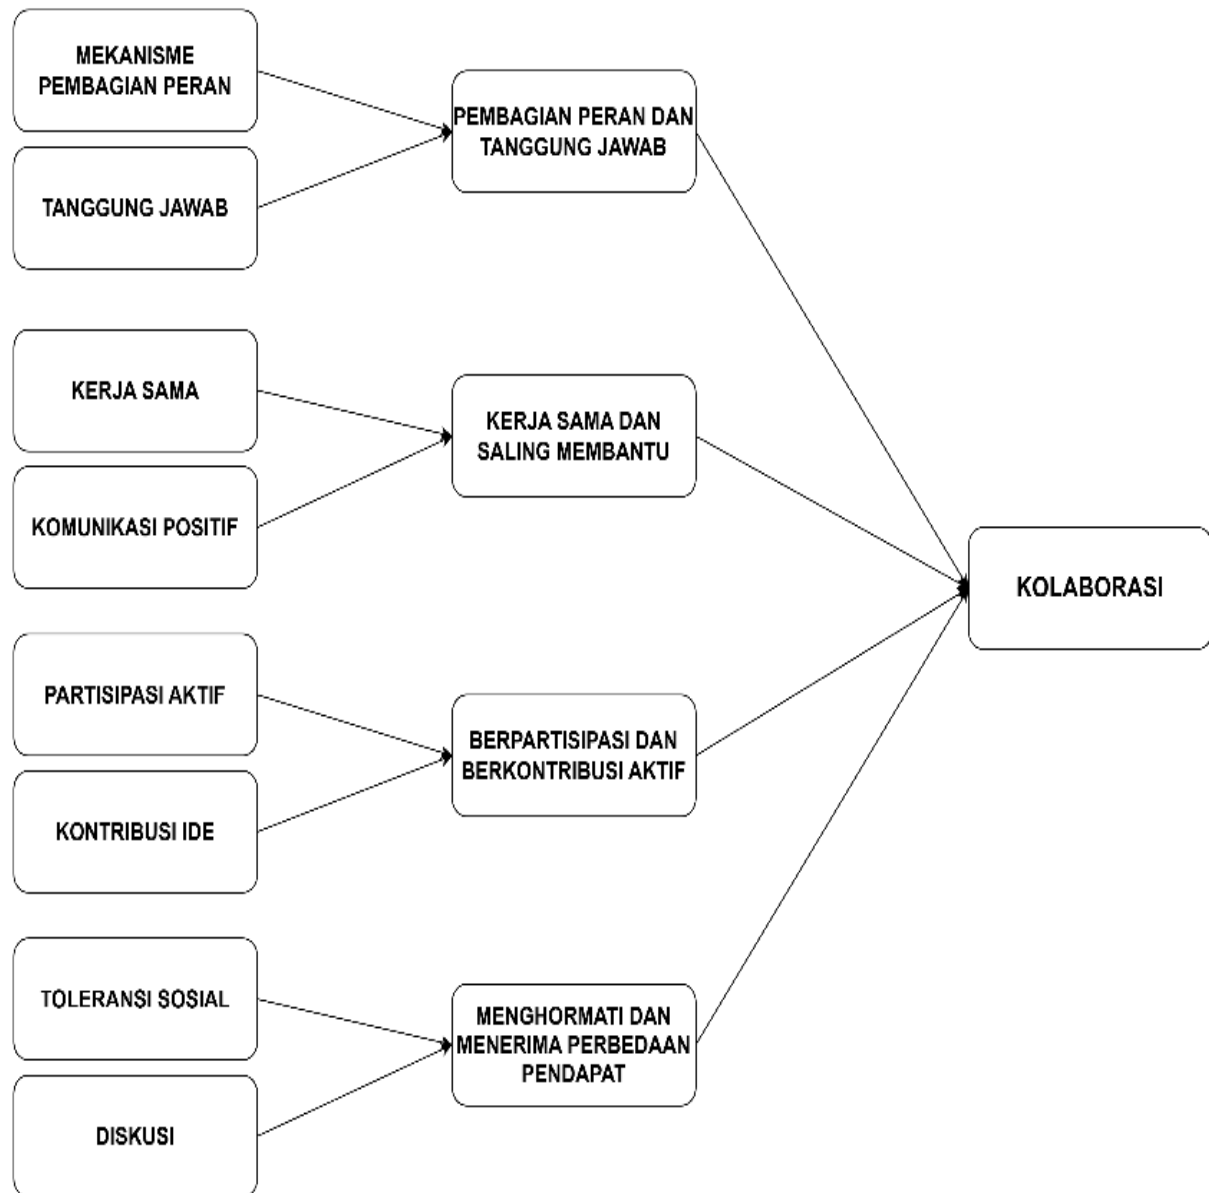 MEKANISME
PEMBAGIAN PERAN
TANGGUNG JAWAB
PEMBAGIAN PERAN DAN
TANGGUNG JAWAB
KERJA SAMA
KOMUNIKASI POSITIF
KERJA SAMA DAN
SALING MEMBANTU
PARTISIPASI AKTIF
KONTRIBUSI IDE
BERPARTISIPASI DAN
BERKONTRIBUSI AKTIF
TOLERANSI SOSIAL
DISKUSI
MENGHORMATI DAN
MENERIMA PERBEDAAN
PENDAPAT
KOLABORASI